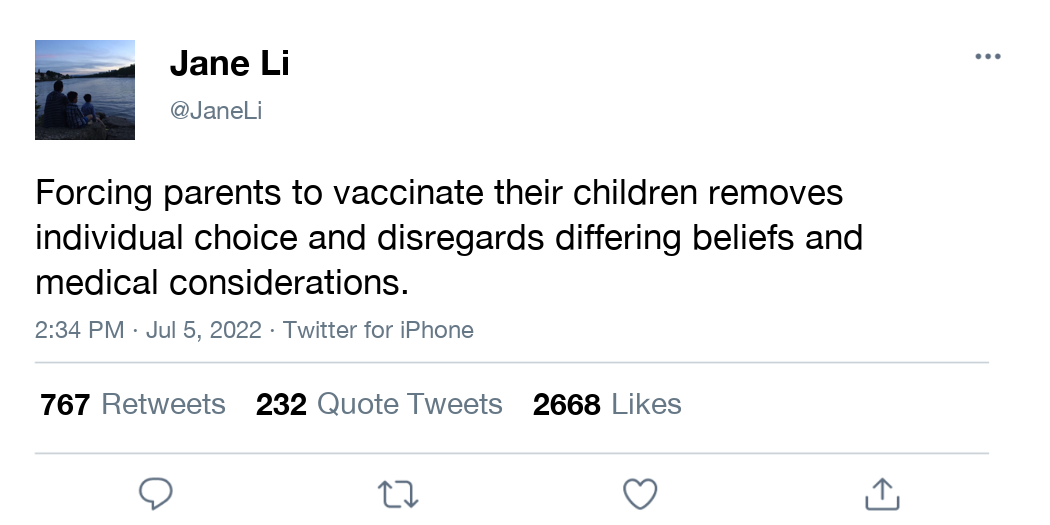 Jane Li
@JaneLi
Forcing parents to vaccinate their children removes
individual choice and disregards differing beliefs and
medical considerations.
2:34 PM · Jul 5, 2022 · Twitter for iPhone
767 Retweets 232 Quote Tweets 2668 Likes